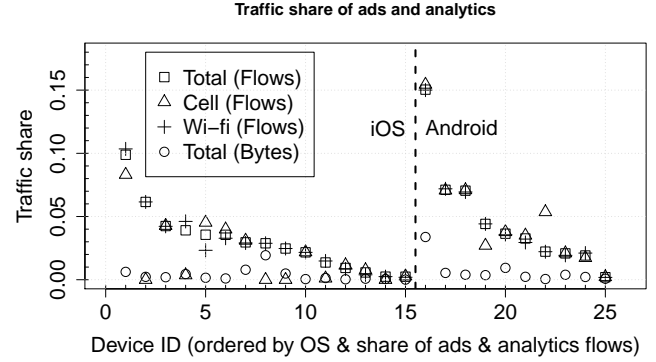 Traffic share of ads and analytics
Traffic share
0.15
0.10
0.05
0.00
Total (Flows)
Cell (Flows)
Wi−fi (Flows)
Total (Bytes)
iOS
Android
0
5
10
15
20
25
Device ID (ordered by OS & share of ads & analytics flows)